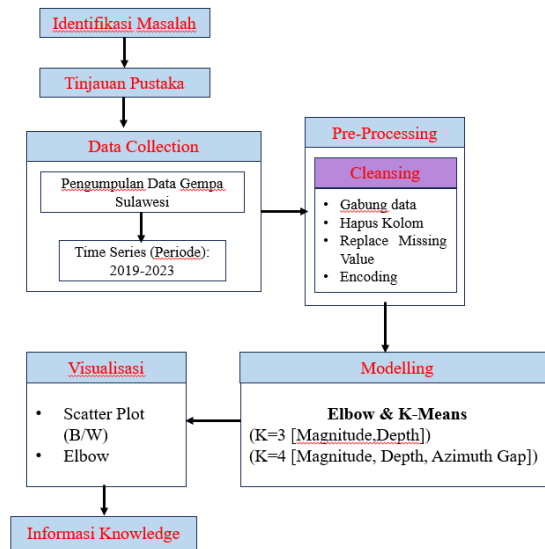 Identifikasi Masalah
Tinjauan Pustaka
Data Collection
Pengumpulan Data Gempa
Sulawesi
Time Series (Periode):
2019-2023
Pre-Processing
Cleansing
• Gabung data
• Hapus Kolom
• Replace Missing
Value
• Encoding
Modelling
Elbow & K-Means
(K=3 [Magnitude,Depth])
(K=4 [Magnitude, Depth, Azimuth Gap])
Visualisasi
• Scatter Plot
(B/W)
• Elbow
Informasi Knowledge